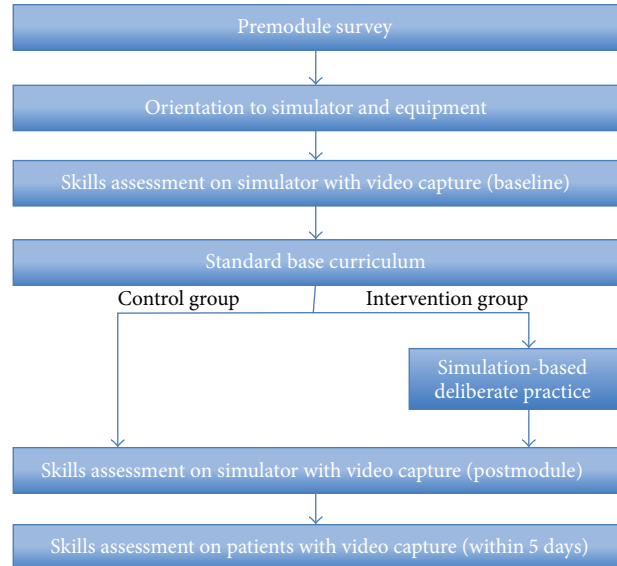 Premodule survey
Orientation to simulator and equipment
Skills assessment on simulator with video capture (baseline)
Standard base curriculum
Control group
Intervention group
Simulation-based
deliberate practice
Skills assessment on simulator with video capture (postmodule)
Skills assessment on patients with video capture (within 5 days)